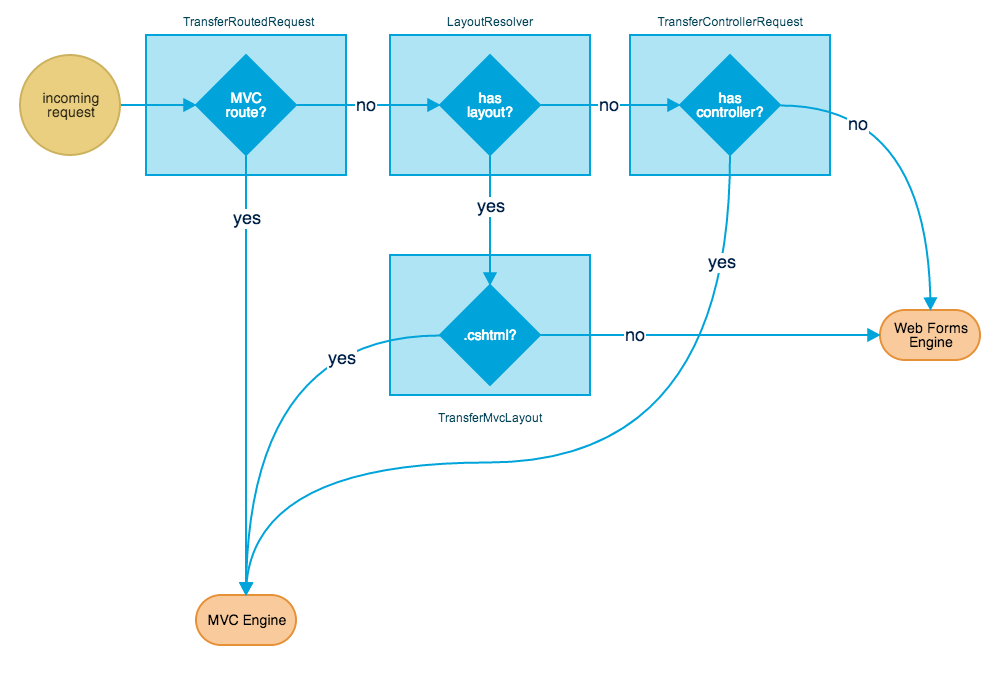 TransferRoutedRequest
LayoutResolver
TransferControllerRequest
incoming
request
MVC
route?
no
has
layout?
no
has
controller?
no
yes
yes
yes
.cshtml?
no
yes
Web Forms
Engine
TransferMvcLayout
MVC Engine